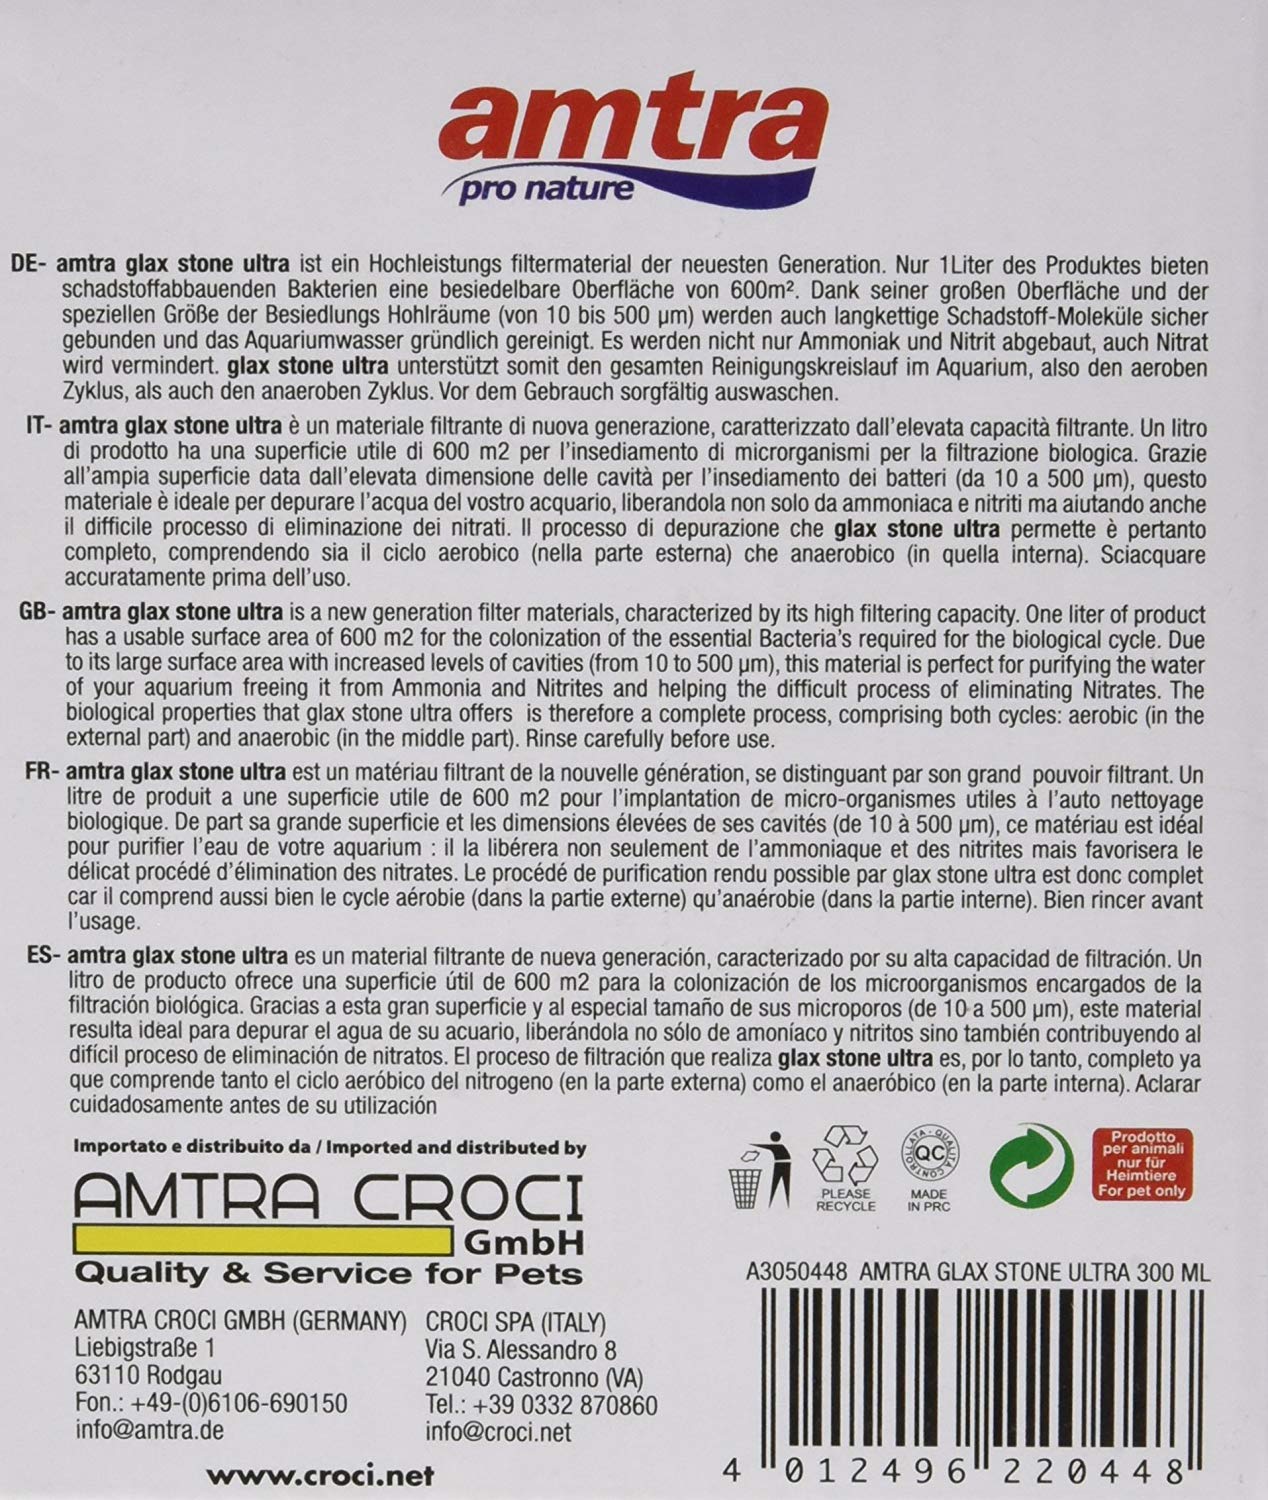 amtra
pro nature
DE- amtra glax stone ultra ist ein Hochleistungs filtermaterial der neuesten Generation. Nur 1Liter des Produktes bieten
schadstoffabbauenden Bakterien eine besiedelbare Oberfläche von 600m². Dank seiner großen Oberfläche und der
speziellen Größe der Besiedlungs Hohlräume (von 10 bis 500 µm) werden auch langkettige Schadstoff-Moleküle sicher
gebunden und das Aquariumwasser gründlich gereinigt. Es werden nicht nur Ammoniak und Nitrit abgebaut, auch Nitrat
wird vermindert. glax stone ultra unterstützt somit den gesamten Reinigungskreislauf im Aquarium, also den aeroben
Zyklus, als auch den anaeroben Zyklus. Vor dem Gebrauch sorgfältig auswaschen.
IT- amtra glax stone ultra è un materiale filtrante di nuova generazione, caratterizzato dall'elevata capacità filtrante. Un litro
di prodotto ha una superficie utile di 600 m2 per l'insediamento di microrganismi per la filtrazione biologica. Grazie
all'ampia superficie data dall'elevata dimensione delle cavità per l'insediamento dei batteri (da 10 a 500 µm), questo
materiale è ideale per depurare l'acqua del vostro acquario, liberandola non solo da ammoniaca e nitriti ma aiutando anche
il difficile processo di eliminazione dei nitrati. Il processo di depurazione che glax stone ultra permette è pertanto
completo, comprendendo sia il ciclo aerobico (nella parte esterna) che anaerobico (in quella interna). Sciacquare
accuratamente prima dell'uso.
GB- amtra glax stone ultra is a new generation filter materials, characterized by its high filtering capacity. One liter of product
has a usable surface area of 600 m2 for the colonization of the essential Bacteria's required for the biological cycle. Due
to its large surface area with increased levels of cavities (from 10 to 500 µm), this material is perfect for purifying the water
of your aquarium freeing it from Ammonia and Nitrites and helping the difficult process of eliminating Nitrates. The
biological properties that glax stone ultra offers is therefore a complete process, comprising both cycles: aerobic (in the
external part) and anaerobic (in the middle part). Rinse carefully before use.
FR- amtra glax stone ultra est un matériau filtrant de la nouvelle génération, se distinguant par son grand pouvoir filtrant. Un
litre de produit a une superficie utile de 600 m2 pour l'implantation de micro-organismes utiles à l'auto nettoyage
biologique. De part sa grande superficie et les dimensions élevées de ses cavités (de 10 à 500 µm), ce matériau est idéal
pour purifier l'eau de votre aquarium : il la libérera non seulement de l'ammoniaque et des nitrites mais favorisera le
délicat procédé d'élimination des nitrates. Le procédé de purification rendu possible par glax stone ultra est donc complet
car il comprend aussi bien le cycle aérobie (dans la partie externe) qu'anaérobie (dans la partie interne). Bien rincer avant
l'usage.
ES- amtra glax stone ultra es un material filtrante de nueva generación, caracterizado por su alta capacidad de filtración. Un
litro de producto ofrece una superficie útil de 600 m2 para la colonización de los microorganismos encargados de la
filtración biológica. Gracias a esta gran superficie y al especial tamaño de sus microporos (de 10 a 500 µm), este material
resulta ideal para depurar el agua de su acuario, liberándola no sólo de amoníaco y nitritos sino también contribuyendo al
difícil proceso de eliminación de nitratos. El proceso de filtración que realiza glax stone ultra es, por lo tanto, completo ya
que comprende tanto el ciclo aeróbico del nitrogeno (en la parte externa) como el anaeróbico (en la parte interna). Aclarar
cuidadosamente antes de su utilización
Importato e distribuito da / Imported and distributed by
AMTRA CROCI
GmbH
Quality & Service for Pets
AMTRA CROCI GMBH (GERMANY)
Liebigstraße 1
63110 Rodgau
Fon.: +49-(0)6106-690150
info@amtra.de
CROCI SPA (ITALY)
Via S. Alessandro 8
21040 Castronno (VA)
Tel.: +39 0332 870860
info@croci.net
www.croci.net
PLEASE
RECYCLE
QUALITA CONTROLLATA
QC
MADE
IN PRC
Prodotto
per animali
nur für
Heimtiere
For pet only
A3050448 AMTRA GLAX STONE ULTRA 300 ML
4 012496 220448